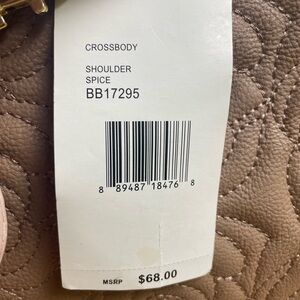 CROSSBODY
SHOULDER
SPICE
BB17295
8 89487 18476 8
MSRP $68.00